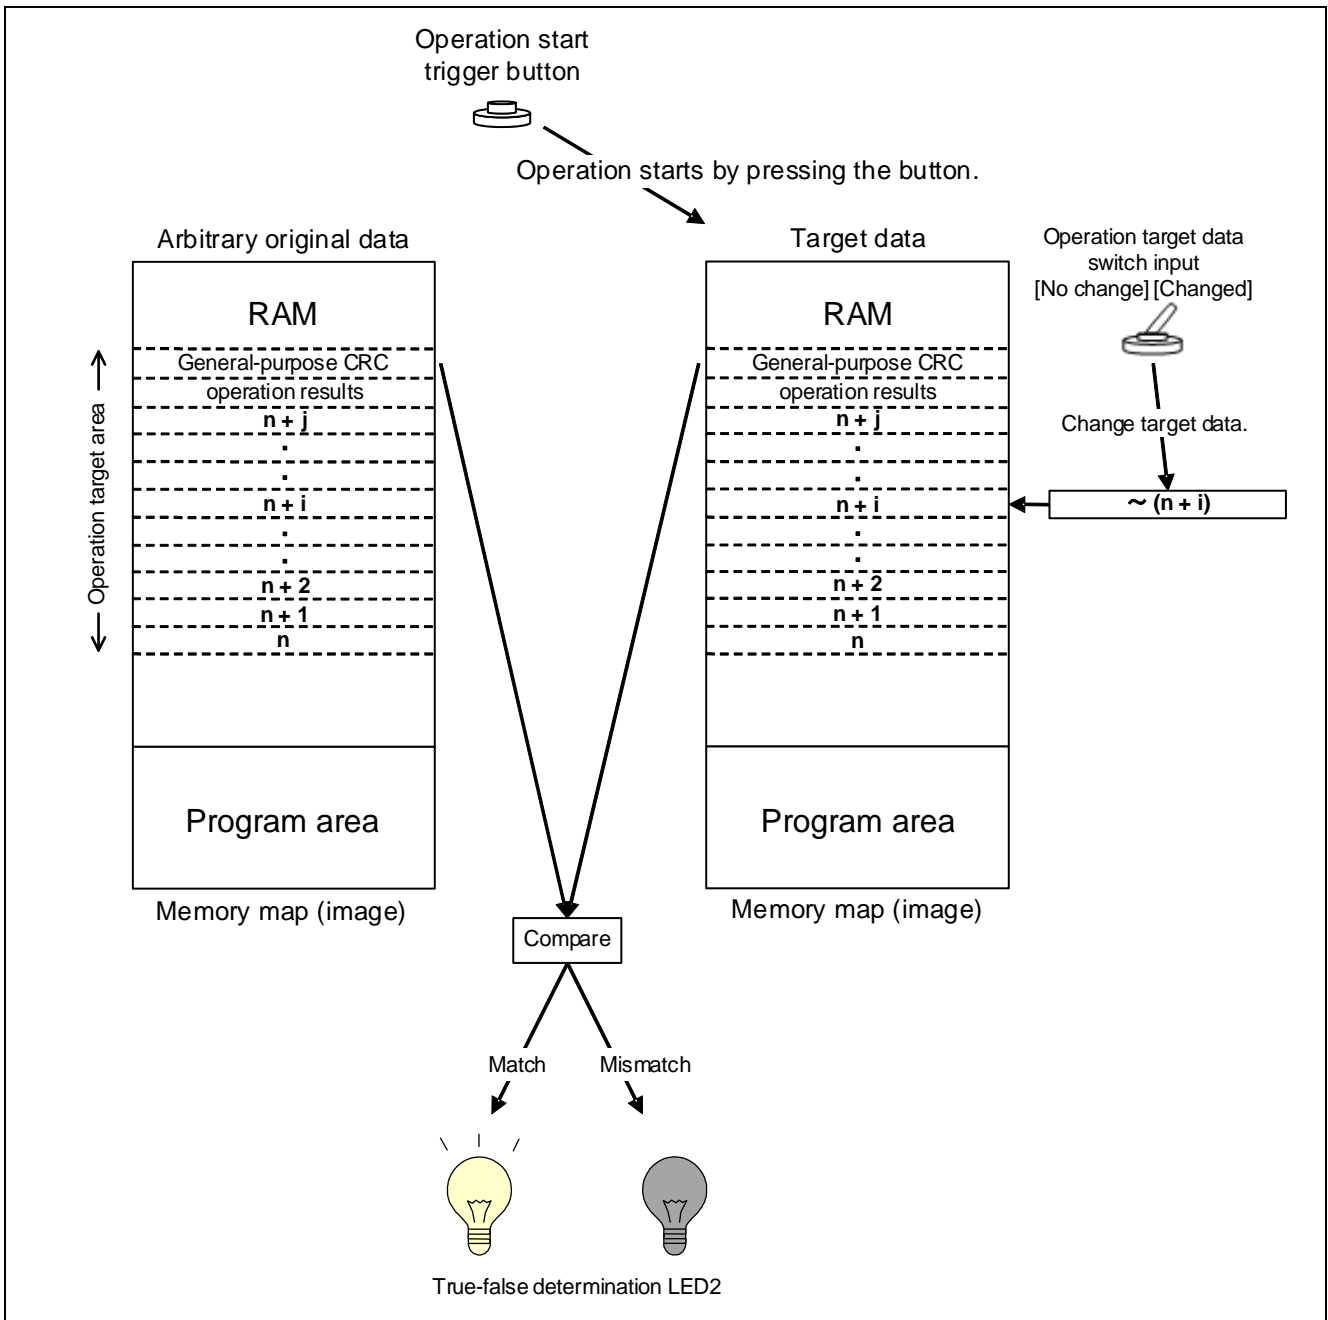 Operation start
trigger button
Operation starts by pressing the button.
Arbitrary original data
RAM
General-purpose CRC
operation results
n + j
.
.
n + i
.
.
n + 2
n + 1
n
Program area
Memory map (image)
Operation target area
Target data
RAM
General-purpose CRC
operation results
n + j
.
.
n + i
.
.
n + 2
n + 1
n
Program area
Memory map (image)
Operation target data
switch input
[No change] [Changed]
Change target data.
~ (n + i)
Compare
Match
Mismatch
True-false determination LED2